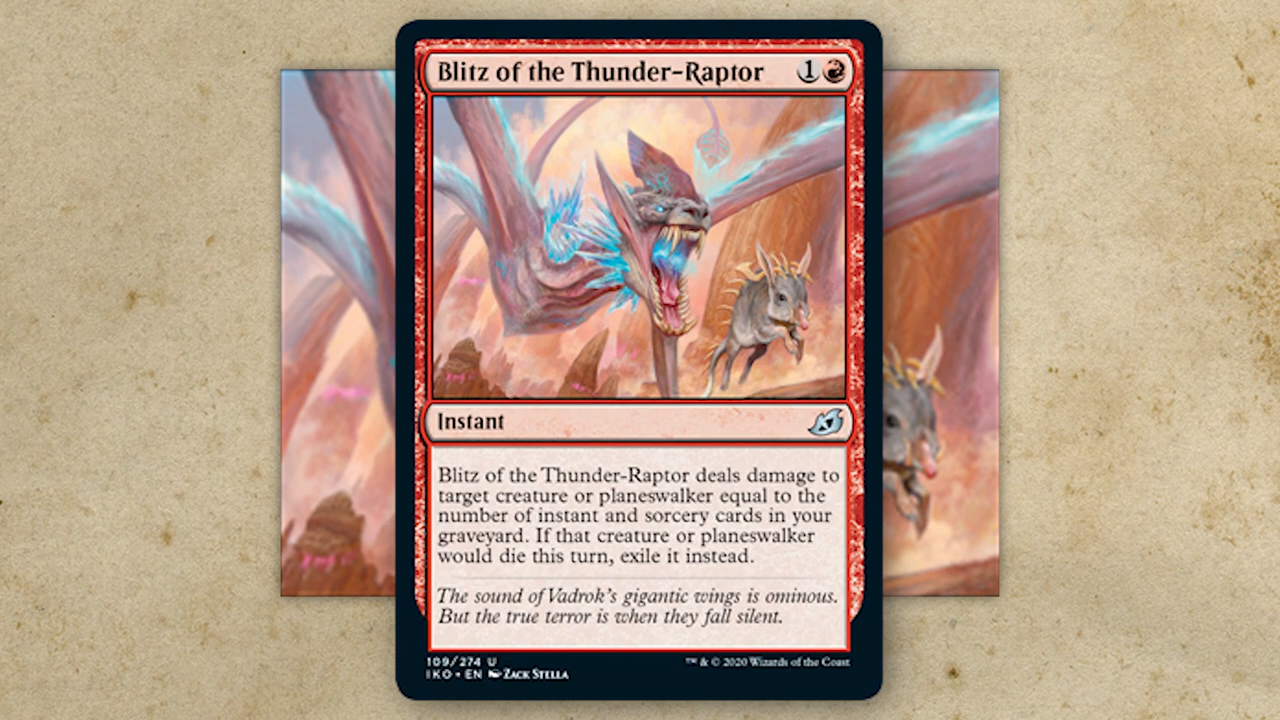 Blitz of the Thunder-Raptor 1
Instant
Blitz of the Thunder-Raptor deals damage to
target creature or planeswalker equal to the
number of instant and sorcery cards in your
graveyard. If that creature or planeswalker
would die this turn, exile it instead.
The sound of Vadrok's gigantic wings is ominous.
But the true terror is when they fall silent.
109/274 U
IKO • EN Zack Stella
™ & © 2020 Wizards of the Coast